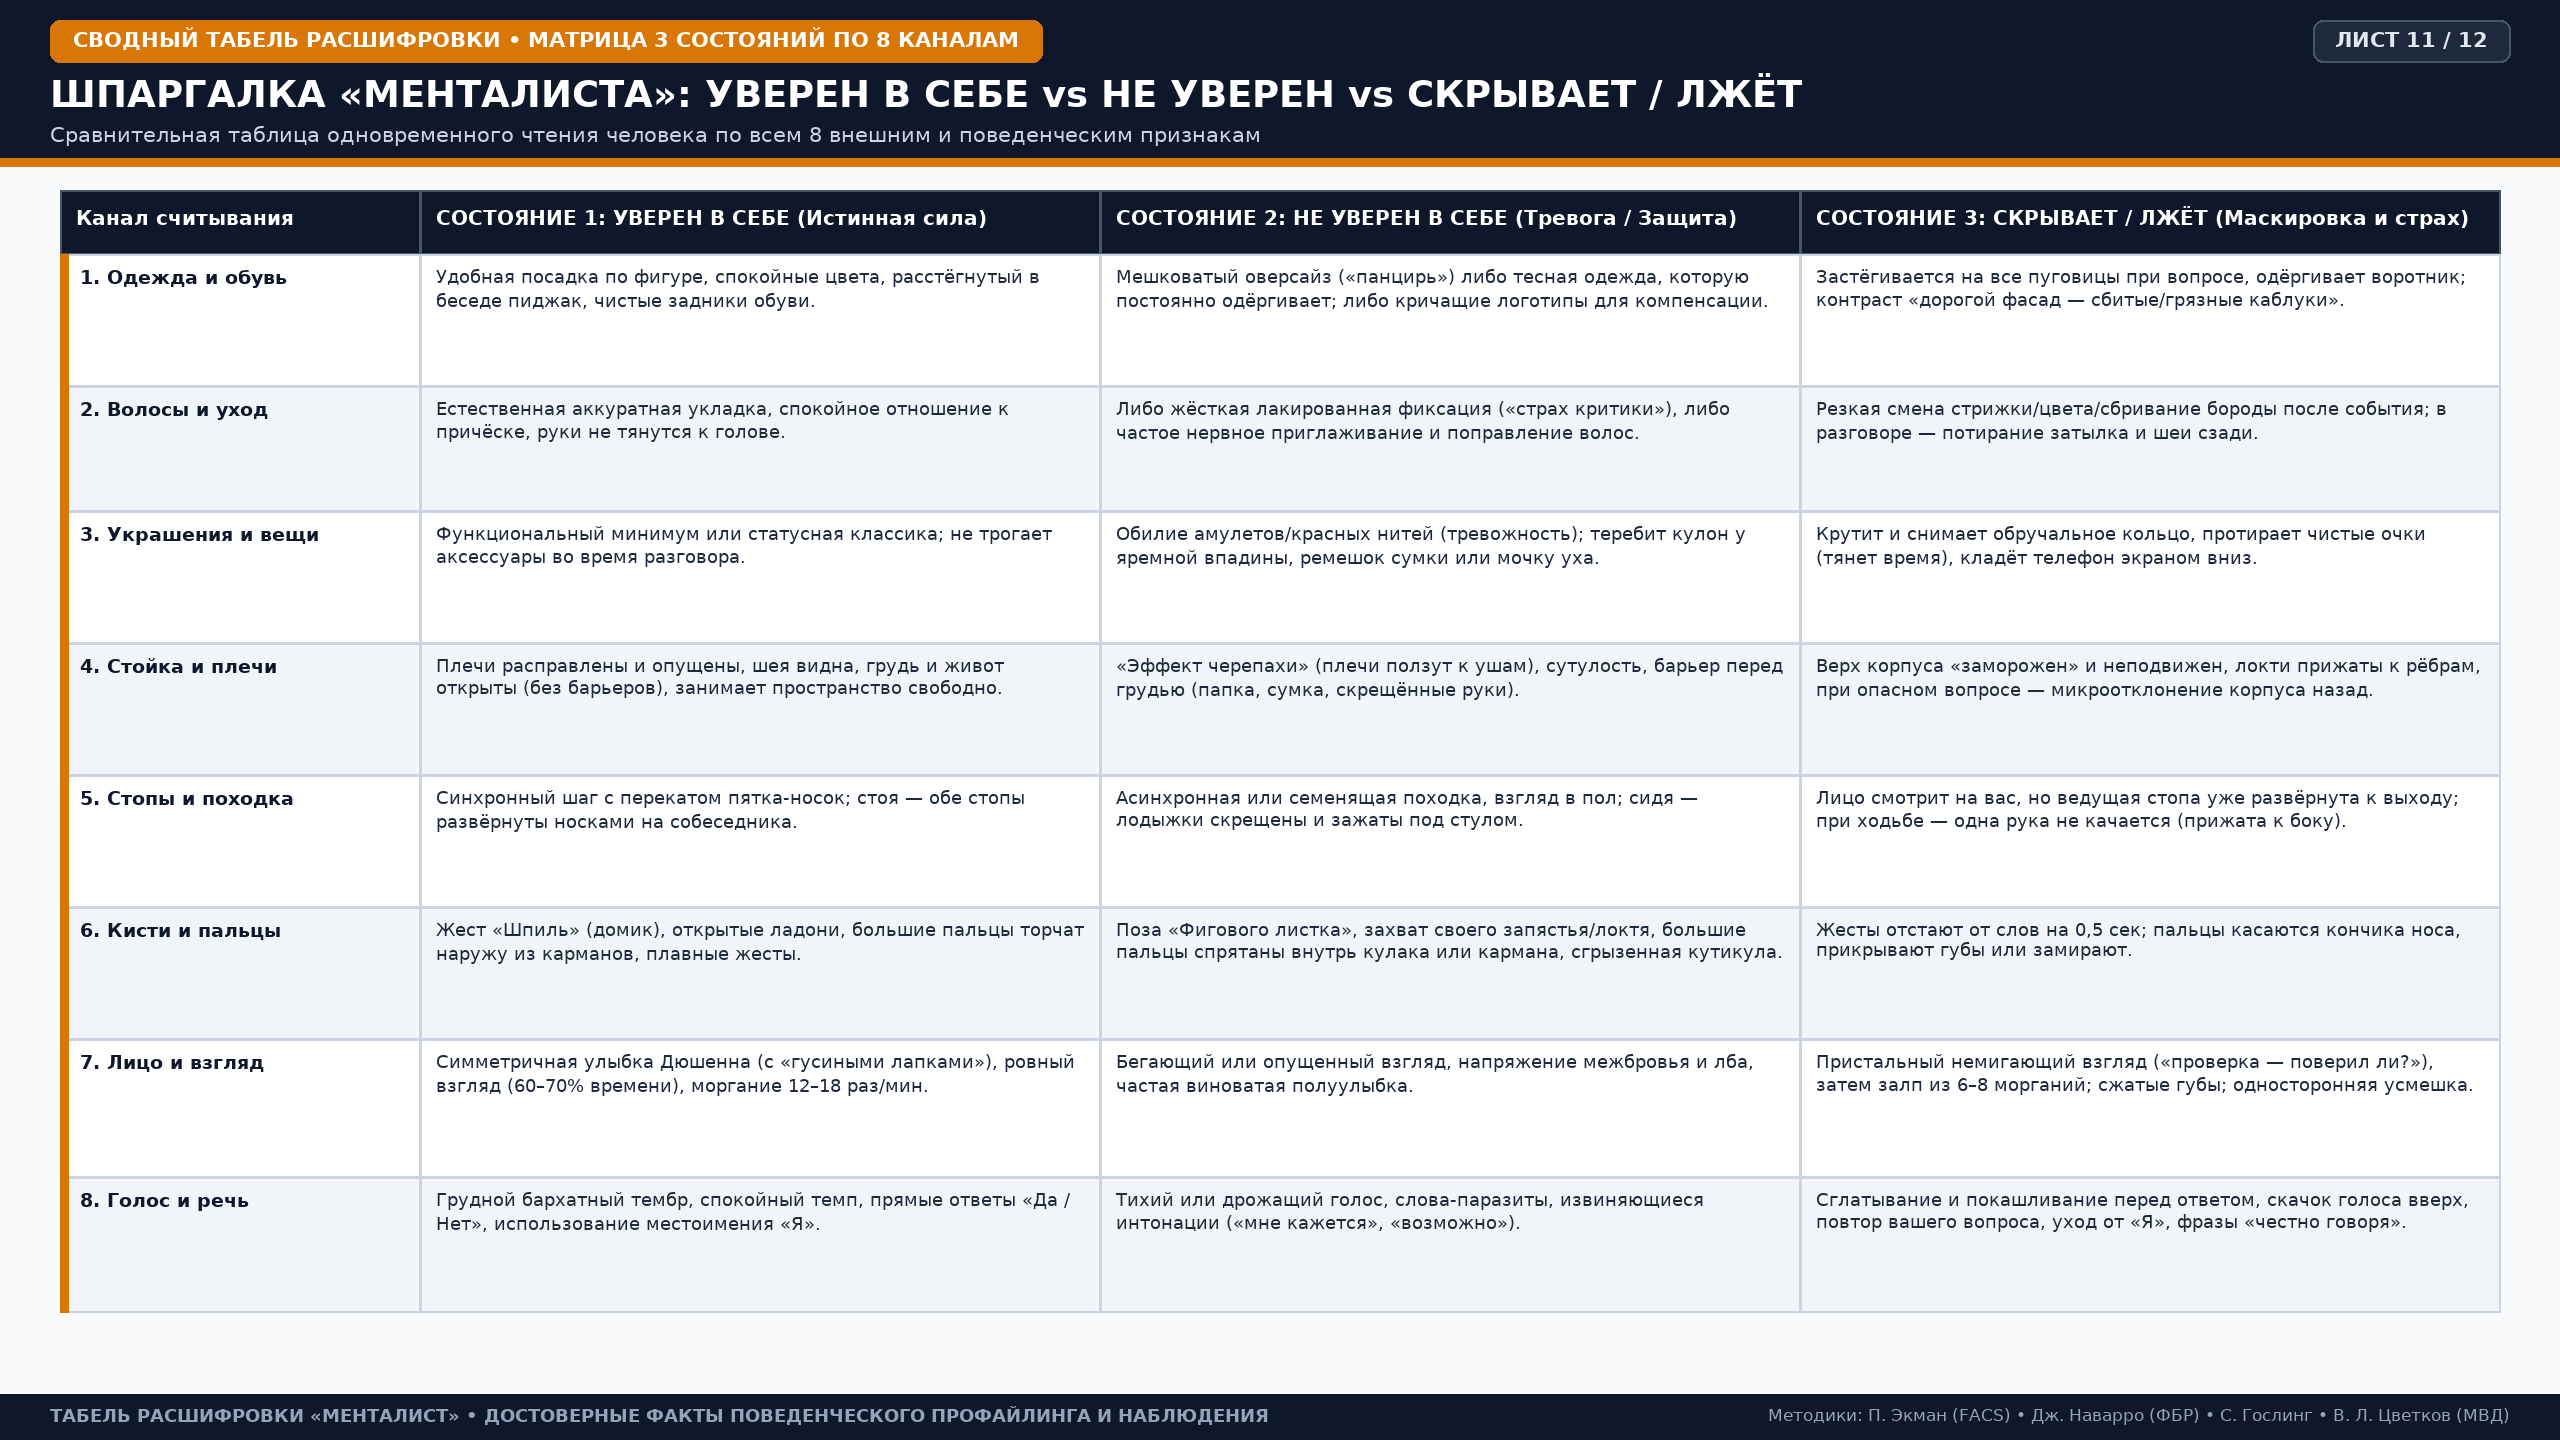 СВОДНЫЙ ТАБЕЛЬ РАСШИФРОВКИ • МАТРИЦА 3 СОСТОЯНИЙ ПО 8 КАНАЛАМ
ЛИСТ 11 / 12
ШПАРГАЛКА «МЕНТАЛИСТА»: УВЕРЕН В СЕБЕ vs НЕ УВЕРЕН vs СКРЫВАЕТ / ЛЖЁТ
Сравнительная таблица одновременного чтения человека по всем 8 внешним и поведенческим признакам
Канал считывания
СОСТОЯНИЕ 1: УВЕРЕН В СЕБЕ (Истинная сила)
СОСТОЯНИЕ 2: НЕ УВЕРЕН В СЕБЕ (Тревога / Защита)
СОСТОЯНИЕ 3: СКРЫВАЕТ / ЛЖЁТ (Маскировка и страх)
1. Одежда и обувь
Удобная посадка по фигуре, спокойные цвета, расстёгнутый в
беседе пиджак, чистые задники обуви.
Мешковатый оверсайз («панцирь») либо тесная одежда, которую
постоянно одёргивает; либо кричащие логотипы для компенсации.
Застёгивается на все пуговицы при вопросе, одёргивает воротник;
контраст «дорогой фасад — сбитые/грязные каблуки».
2. Волосы и уход
Естественная аккуратная укладка, спокойное отношение к
причёске, руки не тянутся к голове.
Либо жёсткая лакированная фиксация («страх критики»), либо
частое нервное приглаживание и поправление волос.
Резкая смена стрижки/цвета/сбривание бороды после события; в
разговоре — потирание затылка и шеи сзади.
3. Украшения и вещи
Функциональный минимум или статусная классика; не трогает
аксессуары во время разговора.
Обилие амулетов/красных нитей (тревожность); теребит кулон у
яремной впадины, ремешок сумки или мочку уха.
Крутит и снимает обручальное кольцо, протирает чистые очки
(тянет время), кладёт телефон экраном вниз.
4. Стойка и плечи
Плечи расправлены и опущены, шея видна, грудь и живот
открыты (без барьеров), занимает пространство свободно.
«Эффект черепахи» (плечи ползут к ушам), сутулость, барьер перед
грудью (папка, сумка, скрещённые руки).
Верх корпуса «заморожен» и неподвижен, локти прижаты к рёбрам,
при опасном вопросе — микроотклонение корпуса назад.
5. Стопы и походка
Синхронный шаг с перекатом пятка-носок; стоя — обе стопы
развёрнуты носками на собеседника.
Асинхронная или семенящая походка, взгляд в пол; сидя —
лодыжки скрещены и зажаты под стулом.
Лицо смотрит на вас, но ведущая стопа уже развёрнута к выходу;
при ходьбе — одна рука не качается (прижата к боку).
6. Кисти и пальцы
Жест «Шпиль» (домик), открытые ладони, большие пальцы торчат
наружу из карманов, плавные жесты.
Поза «Фигового листка», захват своего запястья/локтя, большие
пальцы спрятаны внутрь кулака или кармана, сгрызенная кутикула.
Жесты отстают от слов на 0,5 сек; пальцы касаются кончика носа,
прикрывают губы или замирают.
7. Лицо и взгляд
Симметричная улыбка Дюшенна (с «гусиными лапками»), ровный
взгляд (60–70% времени), моргание 12–18 раз/мин.
Бегающий или опущенный взгляд, напряжение межбровья и лба,
частая виноватая полуулыбка.
Пристальный немигающий взгляд («проверка — поверил ли?»),
затем залп из 6–8 морганий; сжатые губы; односторонняя усмешка.
8. Голос и речь
Грудной бархатный тембр, спокойный темп, прямые ответы «Да /
Нет», использование местоимения «Я».
Тихий или дрожащий голос, слова-паразиты, извиняющиеся
интонации («мне кажется», «возможно»).
Сглатывание и покашливание перед ответом, скачок голоса вверх,
повтор вашего вопроса, уход от «Я», фразы «честно говоря».
ТАБЕЛЬ РАСШИФРОВКИ «МЕНТАЛИСТ» • ДОСТОВЕРНЫЕ ФАКТЫ ПОВЕДЕНЧЕСКОГО ПРОФАЙЛИНГА И НАБЛЮДЕНИЯ
Методики: П. Экман (FACS) • Дж. Наварро (ФБР) • С. Гослинг • В. Л. Цветков (МВД)